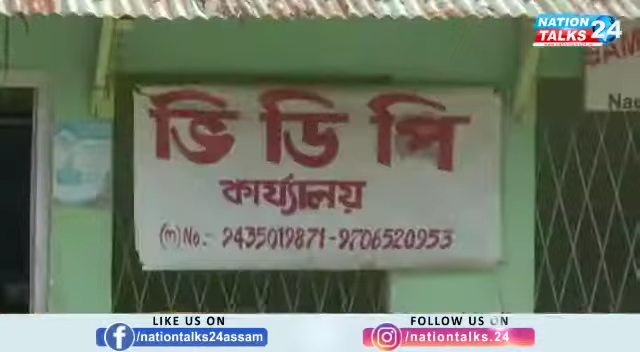 NATION
TALKS 24
ভি ডি পি
কাৰ্য্যালয়
( m ) No.:- 9435019871-9706520953
LIKE US ON
/nationtalks24assam
FOLLOW US ON
/nationtalks.24